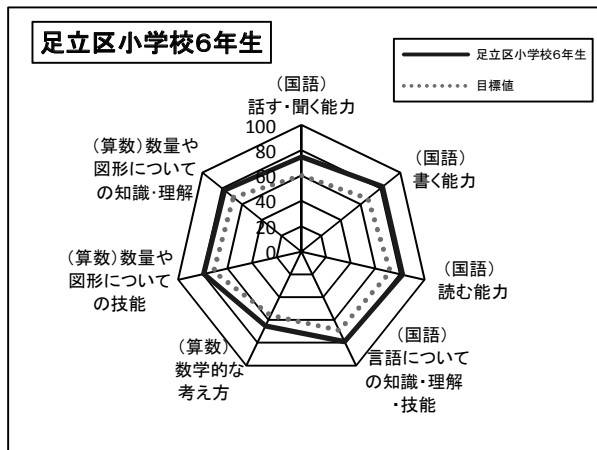 足立区小学校6年生
足立区小学校6年生
目標値
(国語)
話す・聞く能力
(国語)
書く能力
(国語)
読む能力
(国語)
言語について
の知識・理解
・技能
(算数)
数学的な
考え方
(算数)数量や
図形について
の技能
(算数)数量や
図形について
の知識・理解
100
80
60
40
20
0